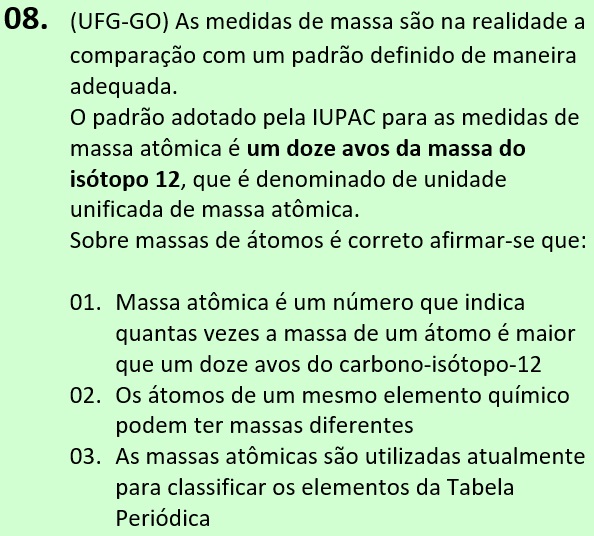 08. (UFG-GO) As medidas de massa são na realidade a
comparação com um padrão definido de maneira
adequada.
O padrão adotado pela IUPAC para as medidas de
massa atômica é um doze avos da massa do
isótopo 12, que é denominado de unidade
unificada de massa atômica.
Sobre massas de átomos é correto afirmar-se que:
01. Massa atômica é um número que indica
quantas vezes a massa de um átomo é maior
que um doze avos do carbono-isótopo-12
02. Os átomos de um mesmo elemento químico
podem ter massas diferentes
03. As massas atômicas são utilizadas atualmente
para classificar os elementos da Tabela
Periódica